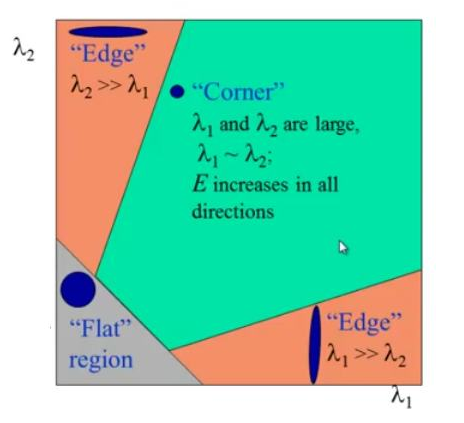 λ₂
“Edge”
λ₂ >> λ₁
“Corner”
λ₁ and λ₂ are large,
λ₁ ~ λ₂;
E increases in all
directions
“Flat”
region
“Edge”
λ₁ >> λ₂
λ₁